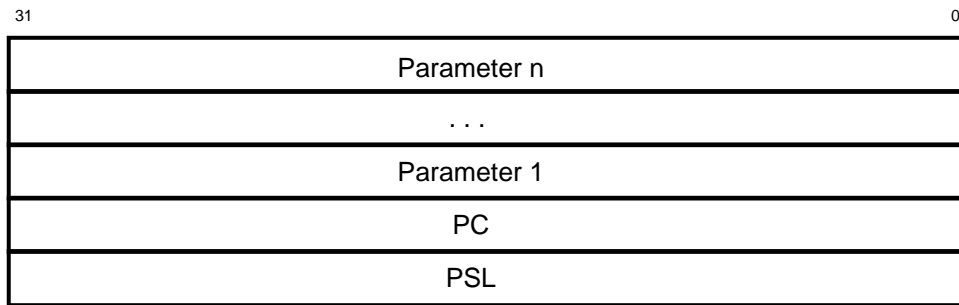 31 0
Parameter n
. . .
Parameter 1
PC
PSL